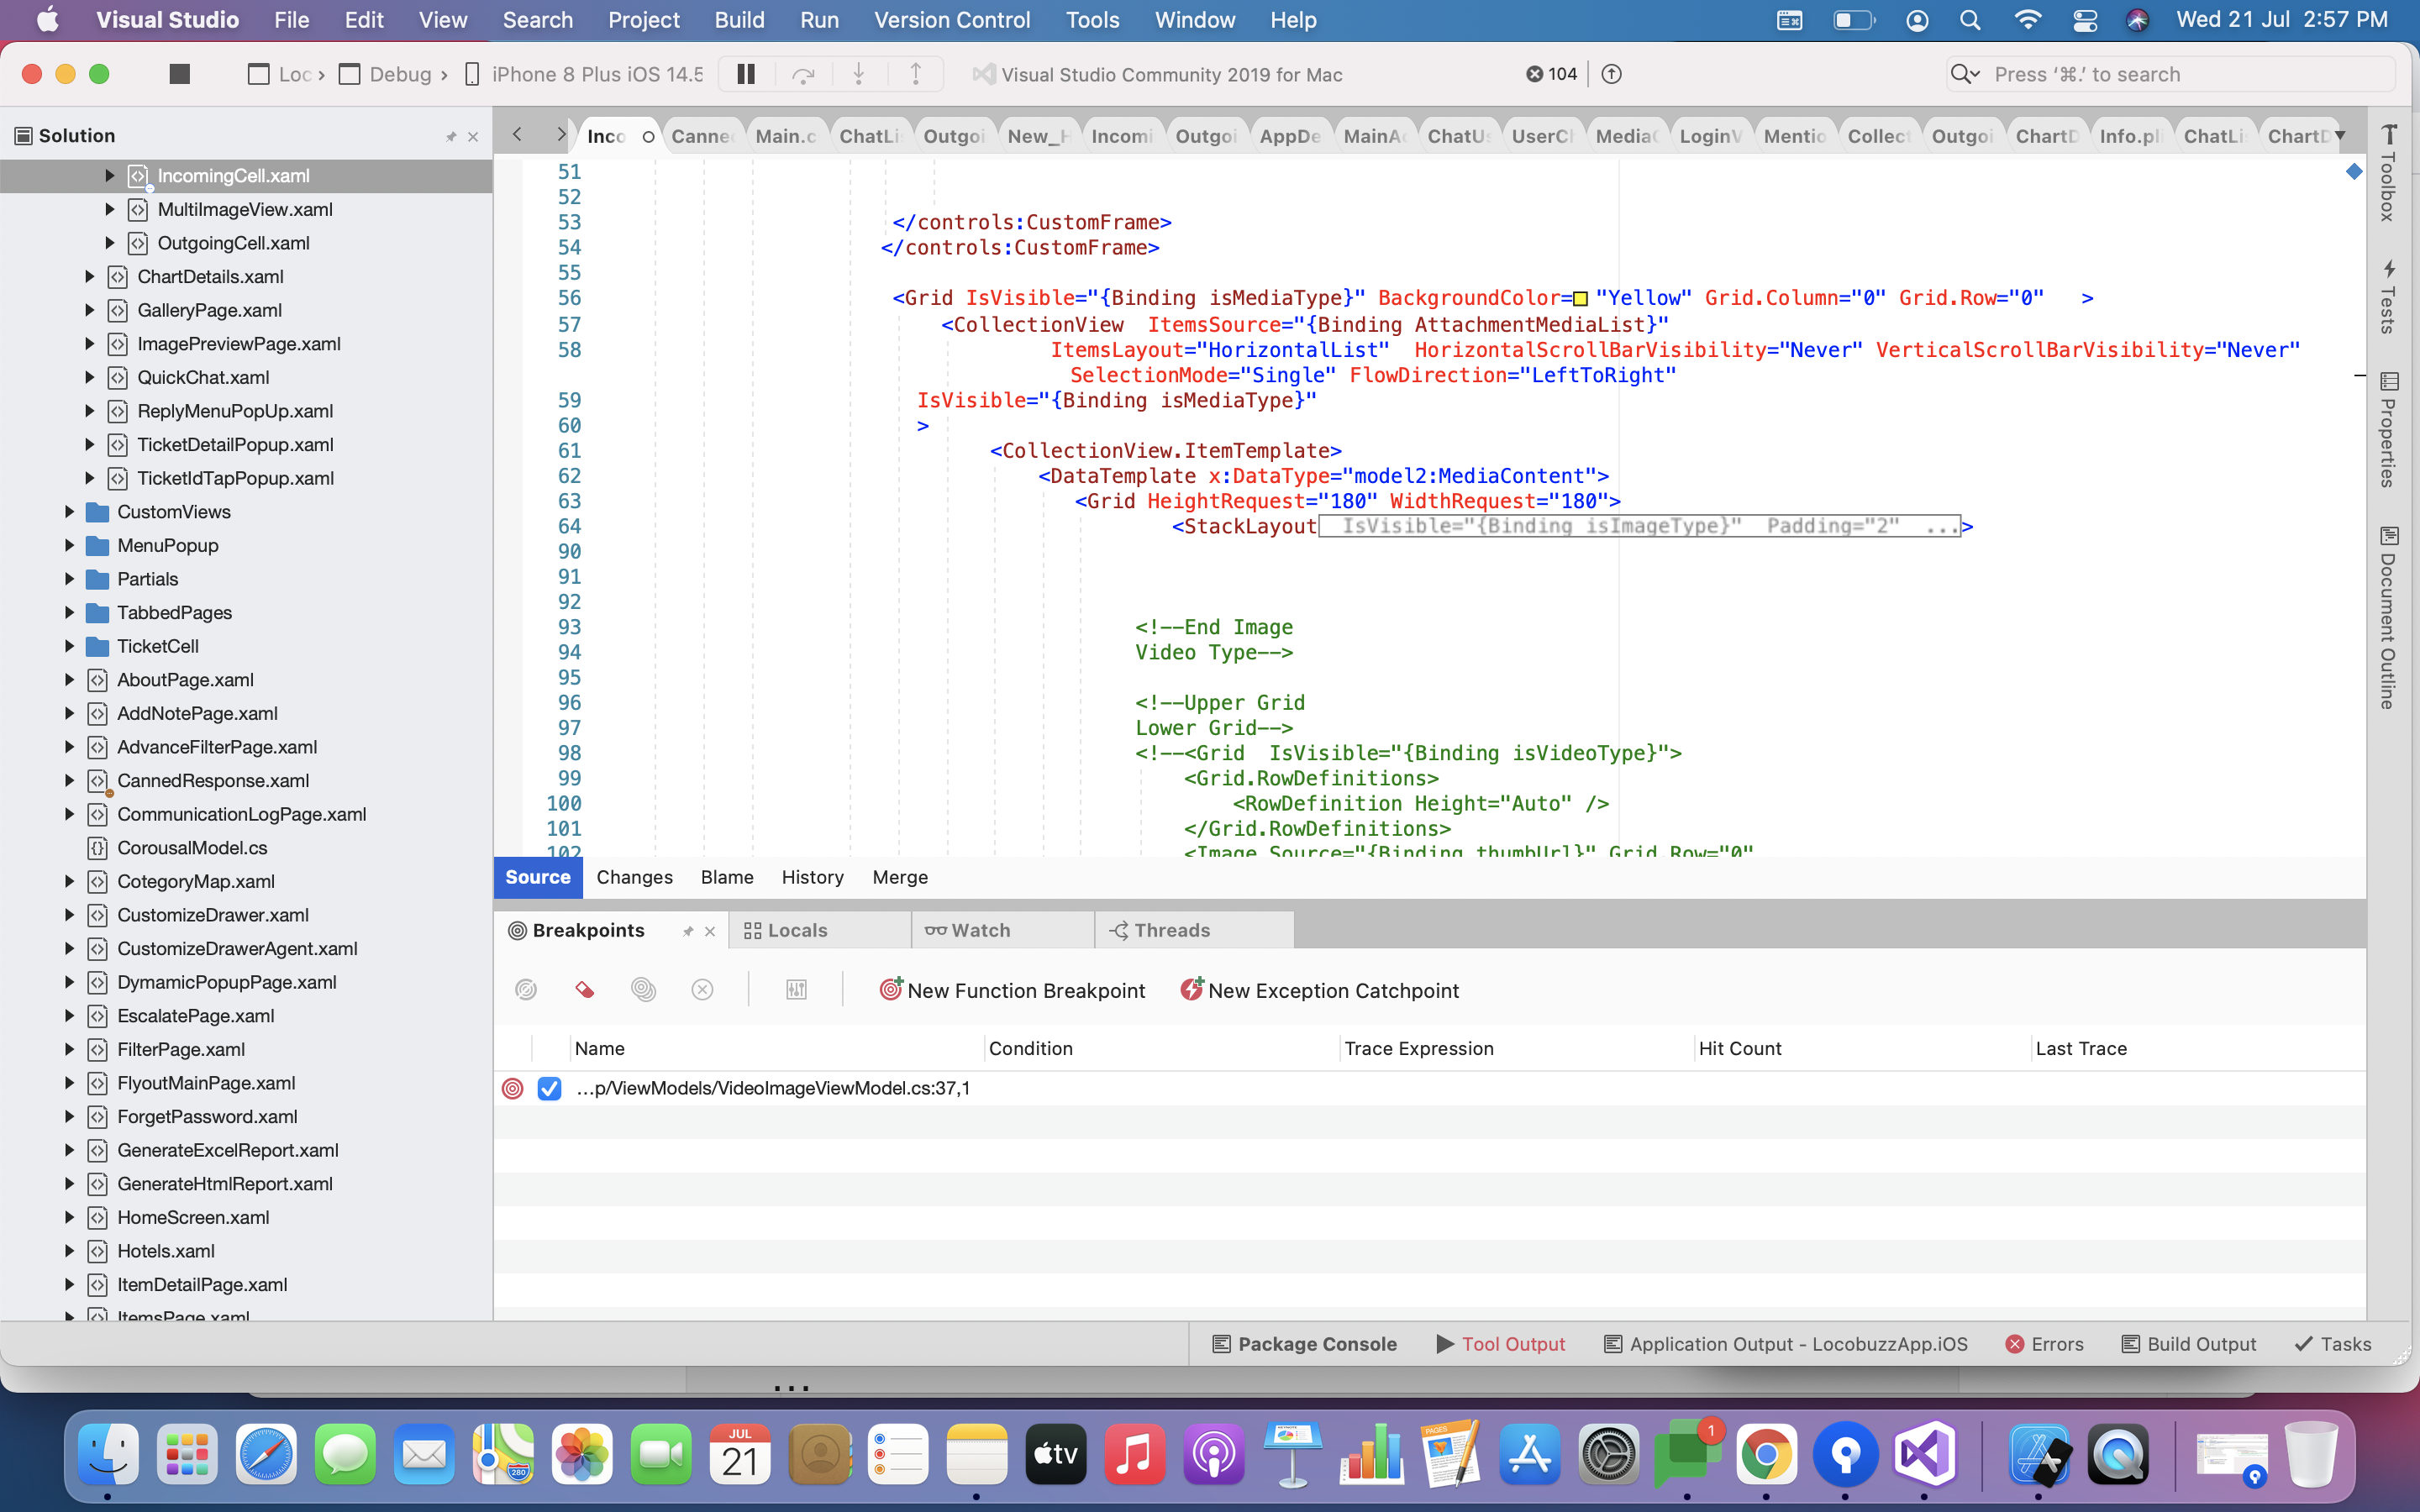 Visual Studio File Edit View Search Project Build Run Version Control Tools Window Help Wed 21 Jul 2:57 PM
Loc › Debug › iPhone 8 Plus iOS 14.5 Visual Studio Community 2019 for Mac 104 Press ‘⌘.’ to search
Solution
IncomingCell.xaml
MultiImageView.xaml
OutgoingCell.xaml
ChartDetails.xaml
GalleryPage.xaml
ImagePreviewPage.xaml
QuickChat.xaml
ReplyMenuPopUp.xaml
TicketDetailPopup.xaml
TicketIdTapPopup.xaml
CustomViews
MenuPopup
Partials
TabbedPages
TicketCell
AboutPage.xaml
AddNotePage.xaml
AdvanceFilterPage.xaml
CannedResponse.xaml
CommunicationLogPage.xaml
CorousalModel.cs
CotegoryMap.xaml
CustomizeDrawer.xaml
CustomizeDrawerAgent.xaml
DymamicPopupPage.xaml
EscalatePage.xaml
FilterPage.xaml
FlyoutMainPage.xaml
ForgetPassword.xaml
GenerateExcelReport.xaml
GenerateHtmlReport.xaml
HomeScreen.xaml
Hotels.xaml
ItemDetailPage.xaml
ItemsPage.xaml
Inco Canne Main.c ChatLi Outgoi New_H Incomi Outgoi AppDe MainAc ChatUs UserCh MediaC LoginV Mentio Collect Outgoi ChartD Info.pli ChatLi ChartD
51
52
53 </controls:CustomFrame>
54 </controls:CustomFrame>
55
56 <Grid IsVisible="{Binding isMediaType}" BackgroundColor= "Yellow" Grid.Column="0" Grid.Row="0" >
57 <CollectionView ItemsSource="{Binding AttachmentMediaList}"
58 ItemsLayout="HorizontalList" HorizontalScrollBarVisibility="Never" VerticalScrollBarVisibility="Never"
SelectionMode="Single" FlowDirection="LeftToRight"
59 IsVisible="{Binding isMediaType}"
60 >
61 <CollectionView.ItemTemplate>
62 <DataTemplate x:DataType="model2:MediaContent">
63 <Grid HeightRequest="180" WidthRequest="180">
64 <StackLayout IsVisible="{Binding isImageType}" Padding="2" ...>
90
91
92
93 <!--End Image
94 Video Type-->
95
96 <!--Upper Grid
97 Lower Grid-->
98 <!--<Grid IsVisible="{Binding isVideoType}">
99 <Grid.RowDefinitions>
100 <RowDefinition Height="Auto" />
101 </Grid.RowDefinitions>
102 <Image Source="{Binding thumbUrl}" Grid.Row="0"
Toolbox
Tests
Properties
Document Outline
Source Changes Blame History Merge
Breakpoints Locals Watch Threads
New Function Breakpoint New Exception Catchpoint
Name Condition Trace Expression Hit Count Last Trace
...p/ViewModels/VideoImageViewModel.cs:37,1
Package Console Tool Output Application Output - LocobuzzApp.iOS Errors Build Output Tasks
...
280
JUL
21
tv
PAGES
1